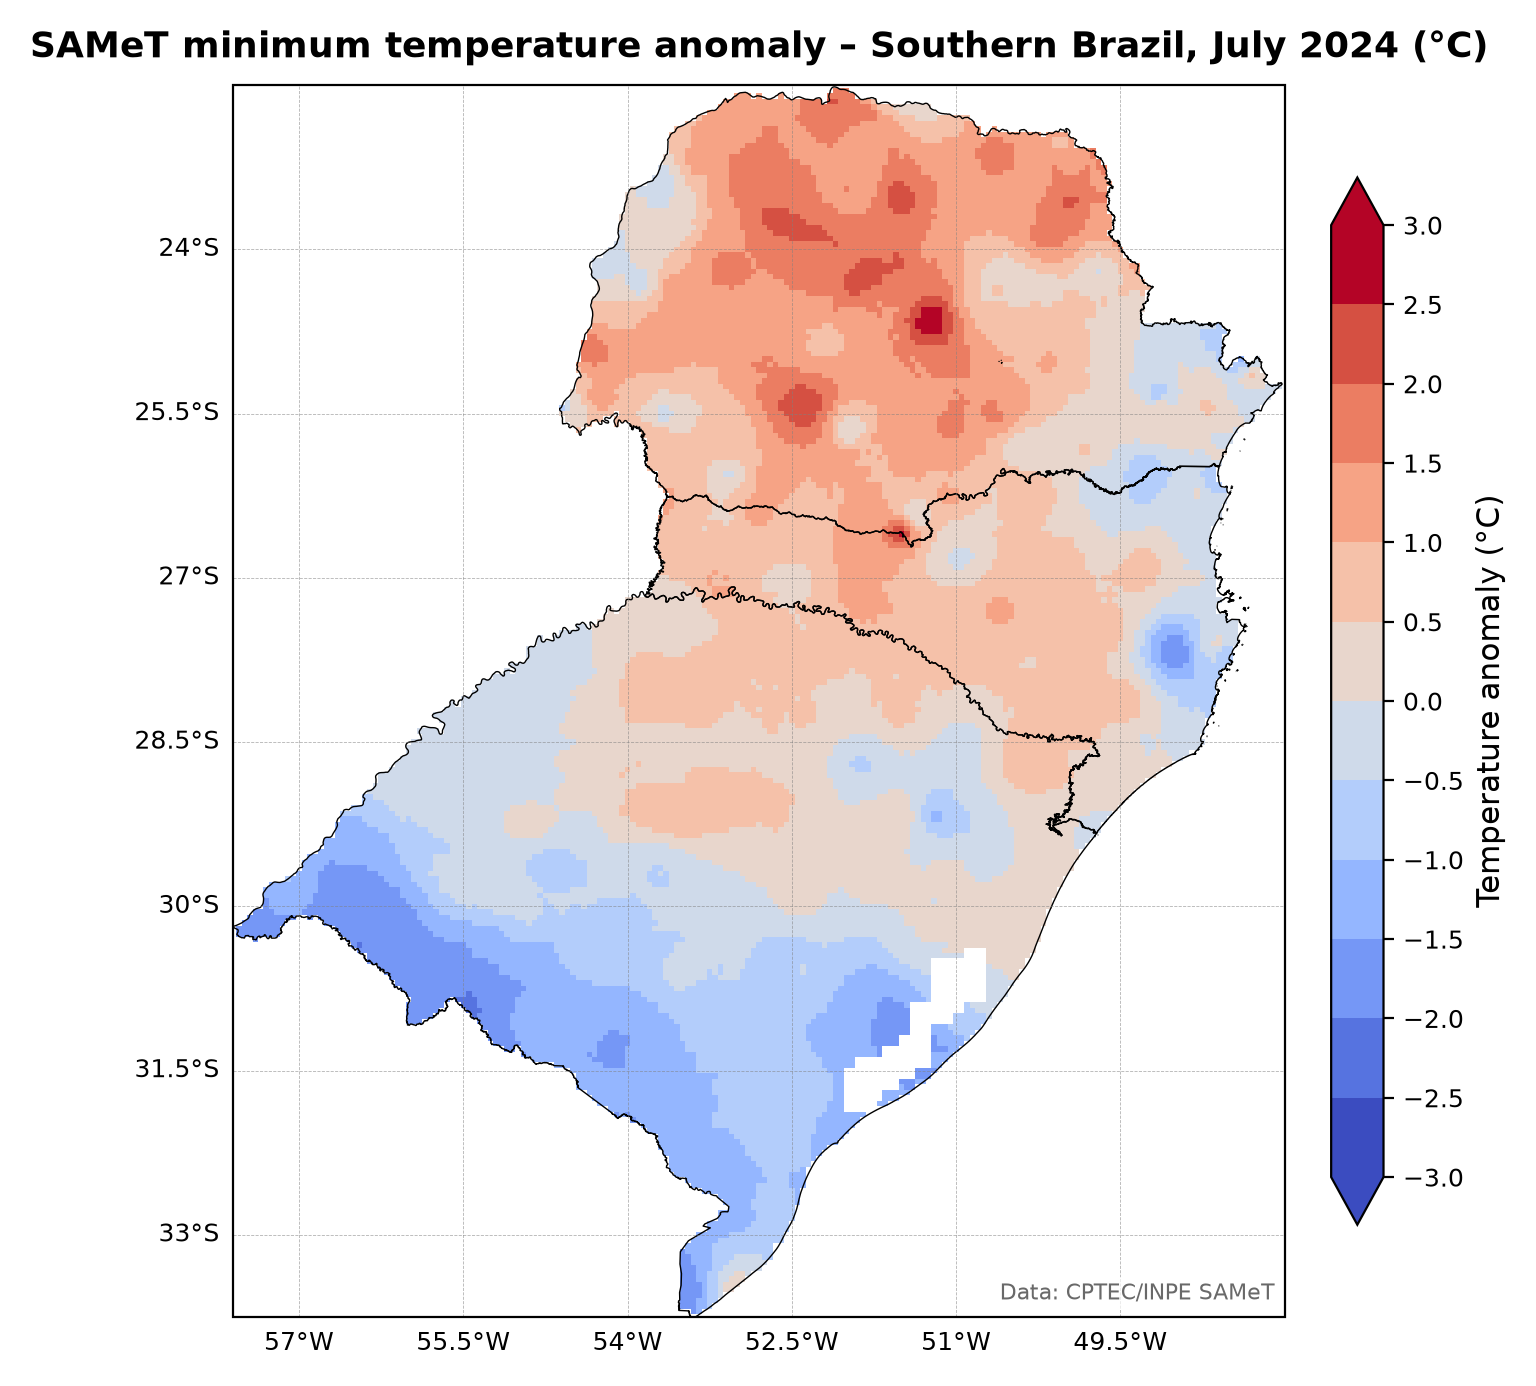 SAMeT minimum temperature anomaly – Southern Brazil, July 2024 (°C)
24°S
25.5°S
27°S
28.5°S
30°S
31.5°S
33°S
57°W
55.5°W
54°W
52.5°W
51°W
49.5°W
Data: CPTEC/INPE SAMeT
3.0
2.5
2.0
1.5
1.0
0.5
0.0
−0.5
−1.0
−1.5
−2.0
−2.5
−3.0
Temperature anomaly (°C)